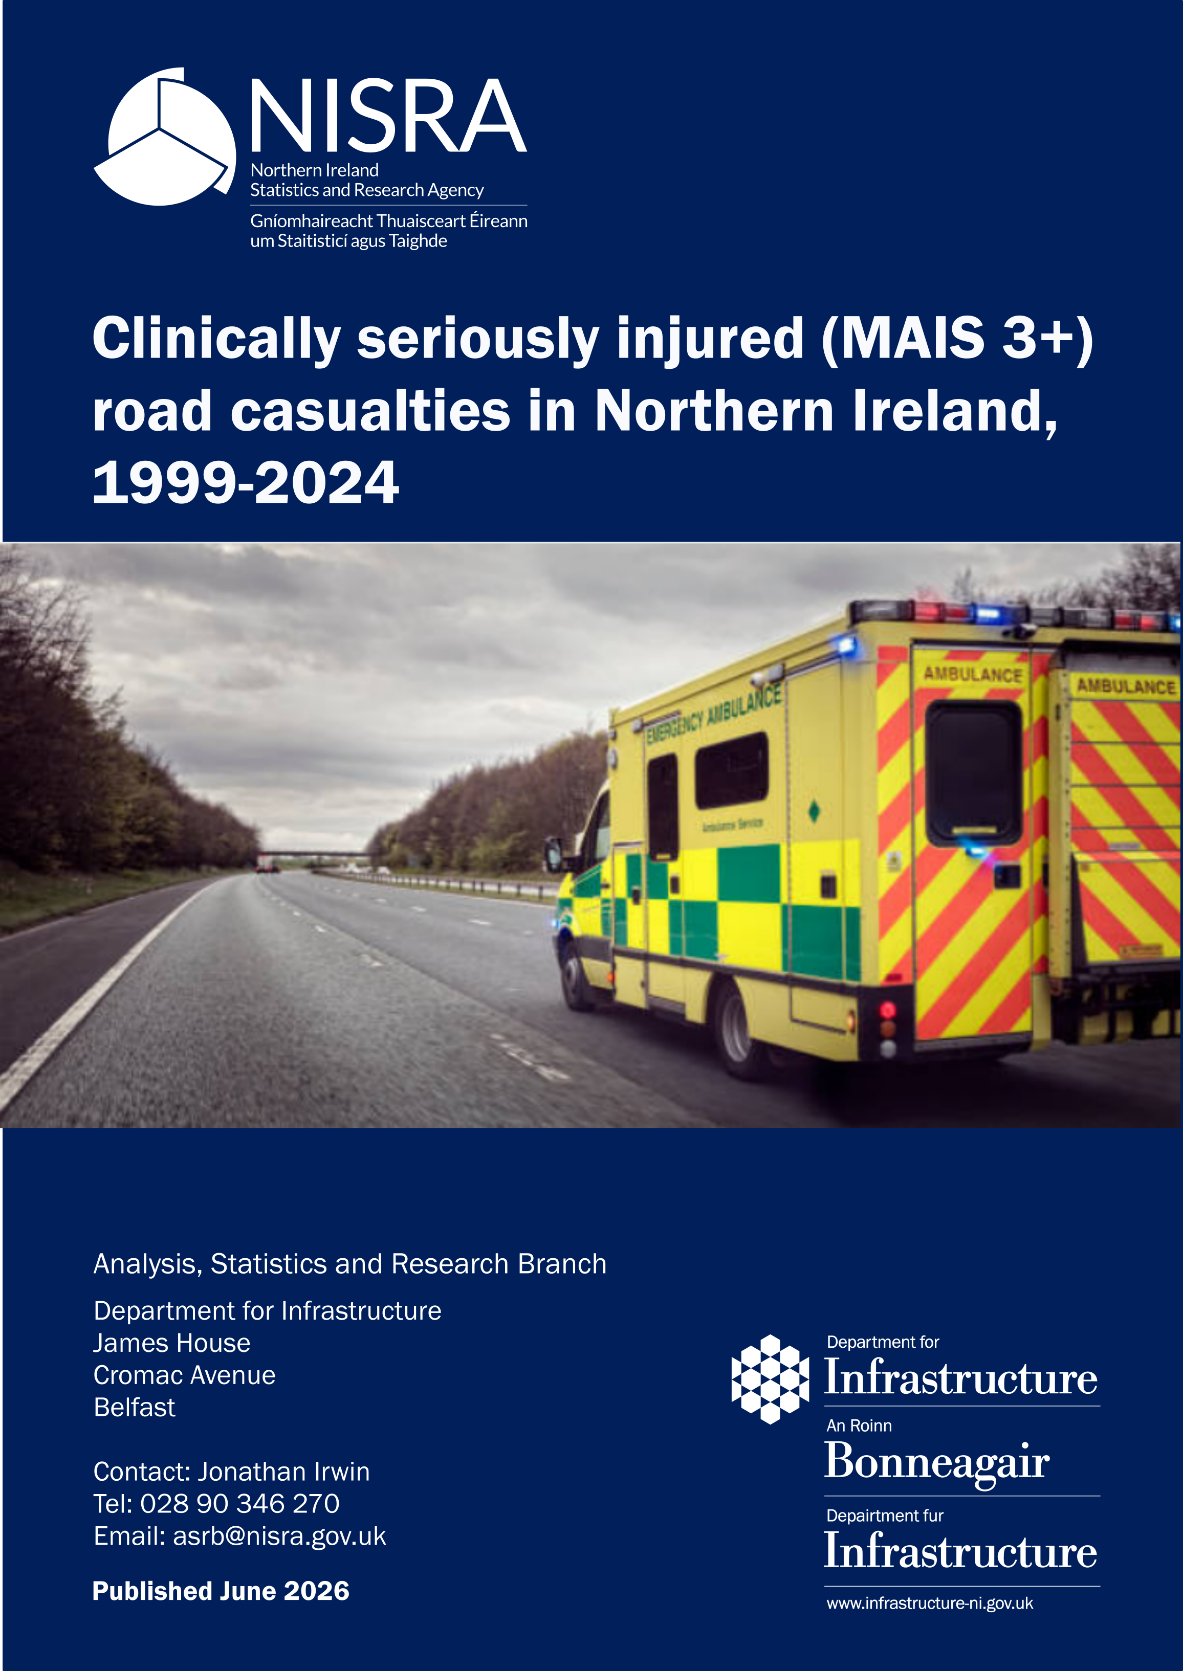 NISRA
Northern Ireland
Statistics and Research Agency
Gníomhaireacht Thuaisceart Éireann
um Staitisticí agus Taighde
Clinically seriously injured (MAIS 3+)
road casualties in Northern Ireland,
1999-2024
AMBULANCE
AMBULANCE
EMERGENCY AMBULANCE
Ambulance Service
Analysis, Statistics and Research Branch
Department for Infrastructure
James House
Cromac Avenue
Belfast
Contact: Jonathan Irwin
Tel: 028 90 346 270
Email: asrb@nisra.gov.uk
Published June 2026
Department for
Infrastructure
An Roinn
Bonneagair
Depairtment fur
Infrastructure
www.infrastructure-ni.gov.uk